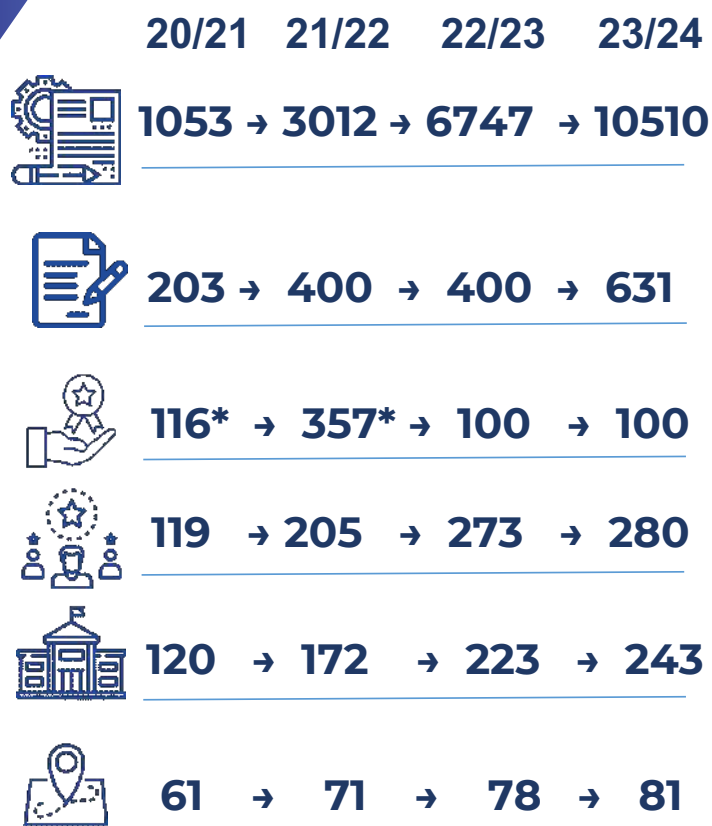 20/21 21/22 22/23 23/24
1053 → 3012 → 6747 → 10510
203 → 400 → 400 → 631
116* → 357* → 100 → 100
119 → 205 → 273 → 280
120 → 172 → 223 → 243
61 → 71 → 78 → 81